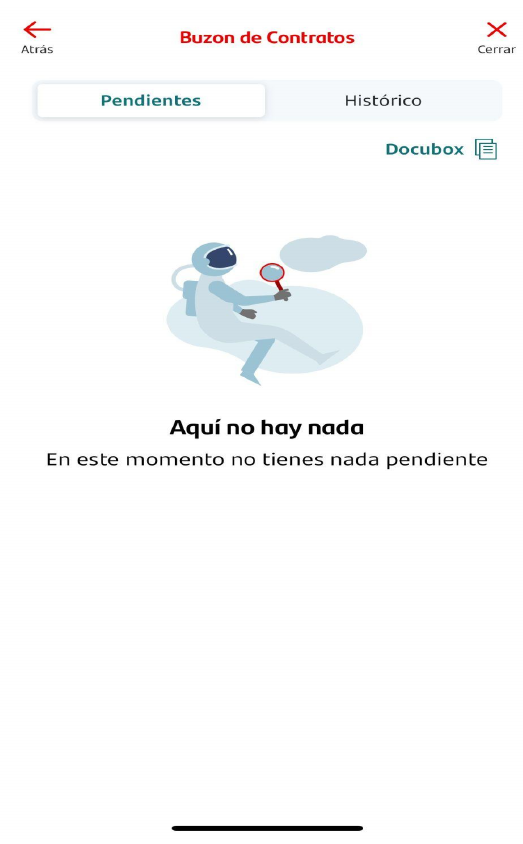 Atrás
Buzon de Contratos
Cerrar
Pendientes
Histórico
Docubox
Aquí no hay nada
En este momento no tienes nada pendiente